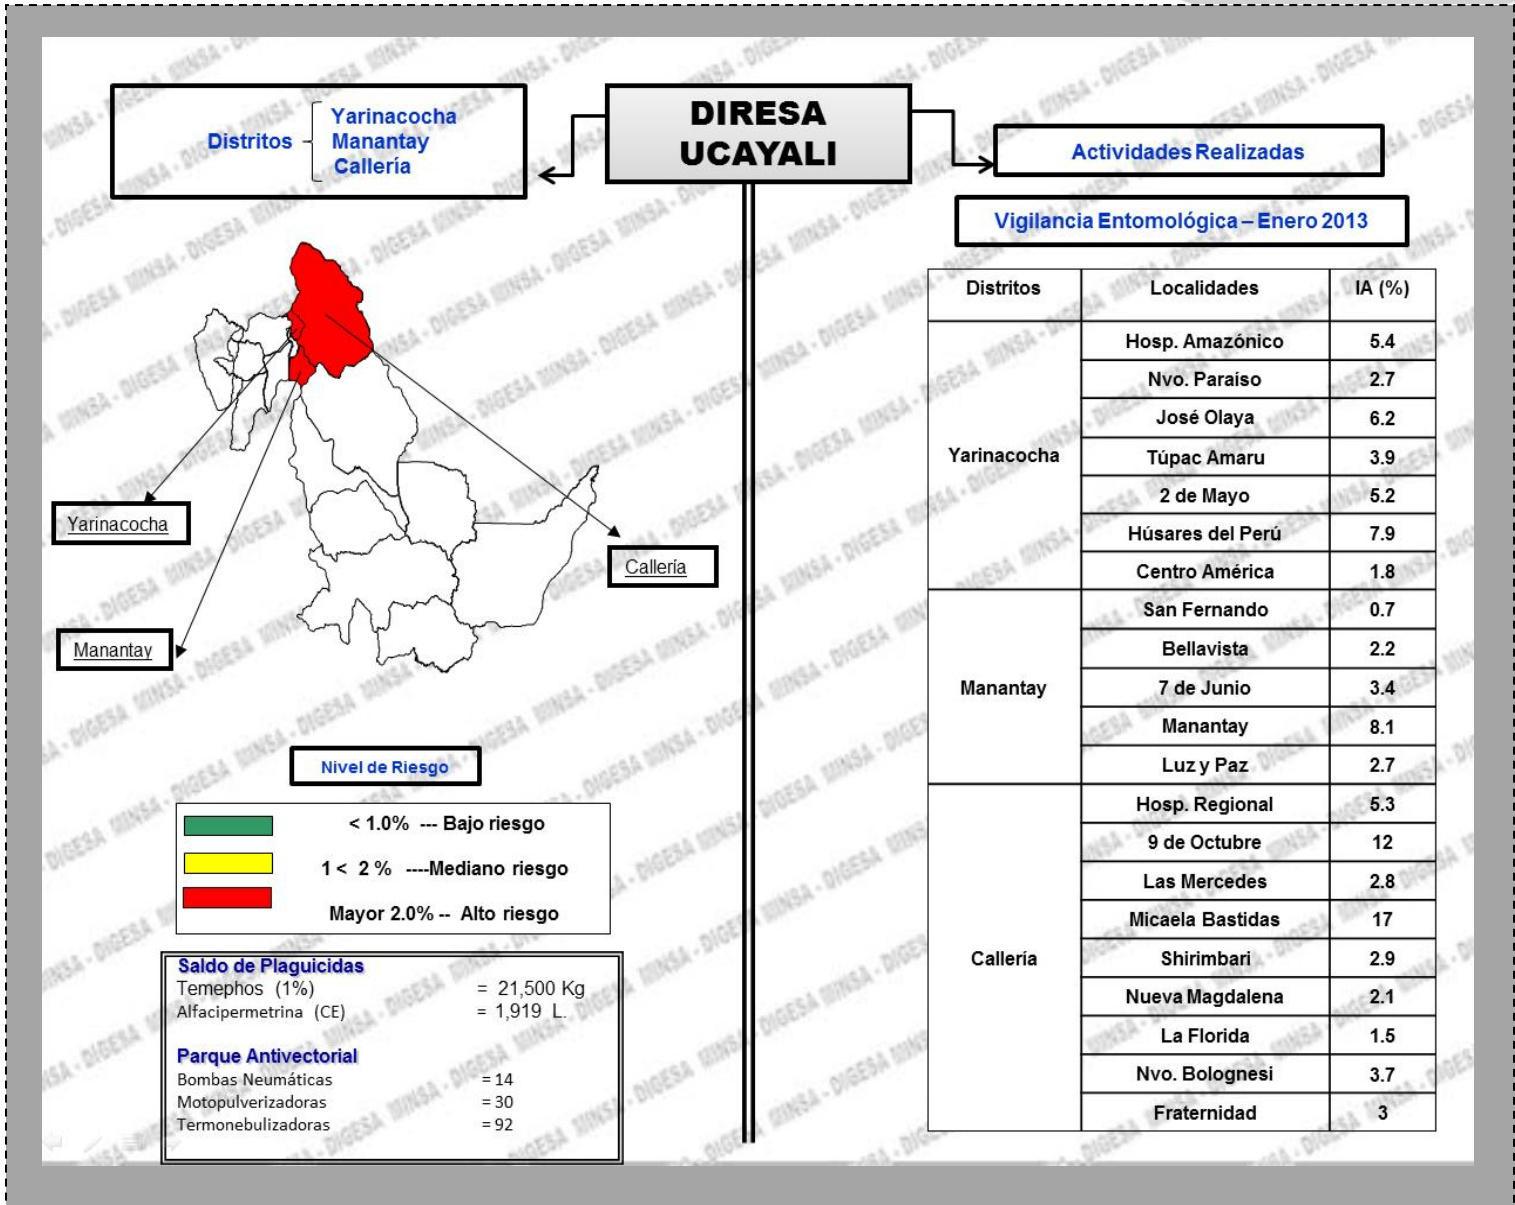 DIRESA
UCAYALI
Distritos
Yarinacocha
Manantay
Callería
Actividades Realizadas
Vigilancia Entomológica – Enero 2013
Yarinacocha
Manantay
Callería
Nivel de Riesgo
< 1.0% --- Bajo riesgo
1 < 2 % ----Mediano riesgo
Mayor 2.0% -- Alto riesgo
Saldo de Plaguicidas
Temephos (1%) = 21,500 Kg
Alfacipermetrina (CE) = 1,919 L.
Parque Antivectorial
Bombas Neumáticas = 14
Motopulverizadoras = 30
Termonebulizadoras = 92
Distritos Localidades IA (%)
Yarinacocha
Hosp. Amazónico 5.4
Nvo. Paraíso 2.7
José Olaya 6.2
Túpac Amaru 3.9
2 de Mayo 5.2
Húsares del Perú 7.9
Centro América 1.8
Manantay
San Fernando 0.7
Bellavista 2.2
7 de Junio 3.4
Manantay 8.1
Luz y Paz 2.7
Callería
Hosp. Regional 5.3
9 de Octubre 12
Las Mercedes 2.8
Micaela Bastidas 17
Shirimbari 2.9
Nueva Magdalena 2.1
La Florida 1.5
Nvo. Bolognesi 3.7
Fraternidad 3
MINSA - DIGESA